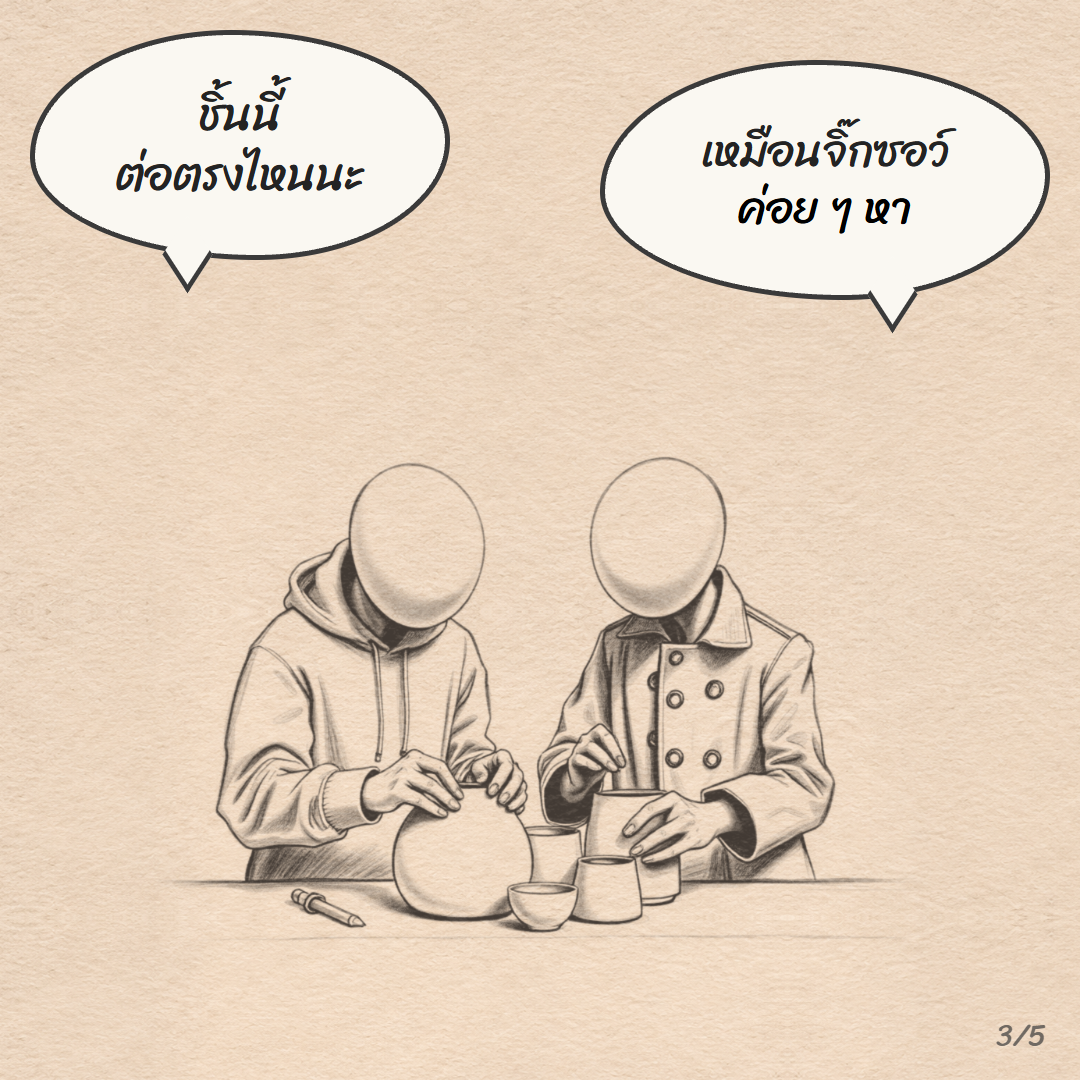 ชิ้นนี้
ต่อตรงไหนนะ
เหมือนจิ๊กซอว์
ค่อย ๆ หา
3/5